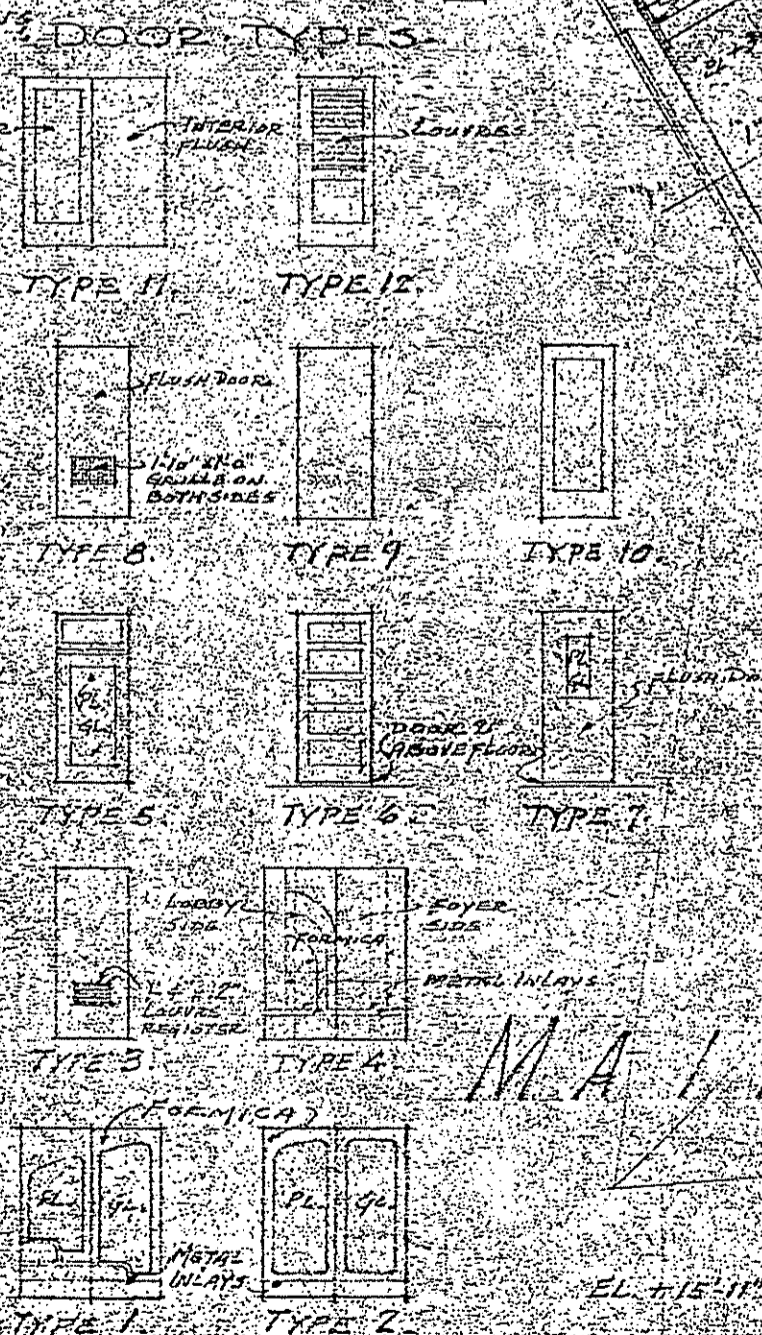 DOOR TYPES
INTERIOR
FLUSH
LOUVRES
TYPE 11.
TYPE 12.
FLUSH DOOR
1'-10" x 1'-0"
GRILLE ON
BOTH SIDES
TYPE 8.
TYPE 9.
TYPE 10.
PL.
GL.
PL
GL
FLUSH DO
DOOR 2"
ABOVE FLOOR
TYPE 5.
TYPE 6.
TYPE 7.
LOBBY
SIDE
FOYER
SIDE
FORMICA
METAL INLAYS
LOUVRE
REGISTER
TYPE 3
TYPE 4
MAI
FORMICA
PL.
GL.
PL.
GL.
METAL
INLAYS
EL. +15'-11"
TYPE 1.
TYPE 2.